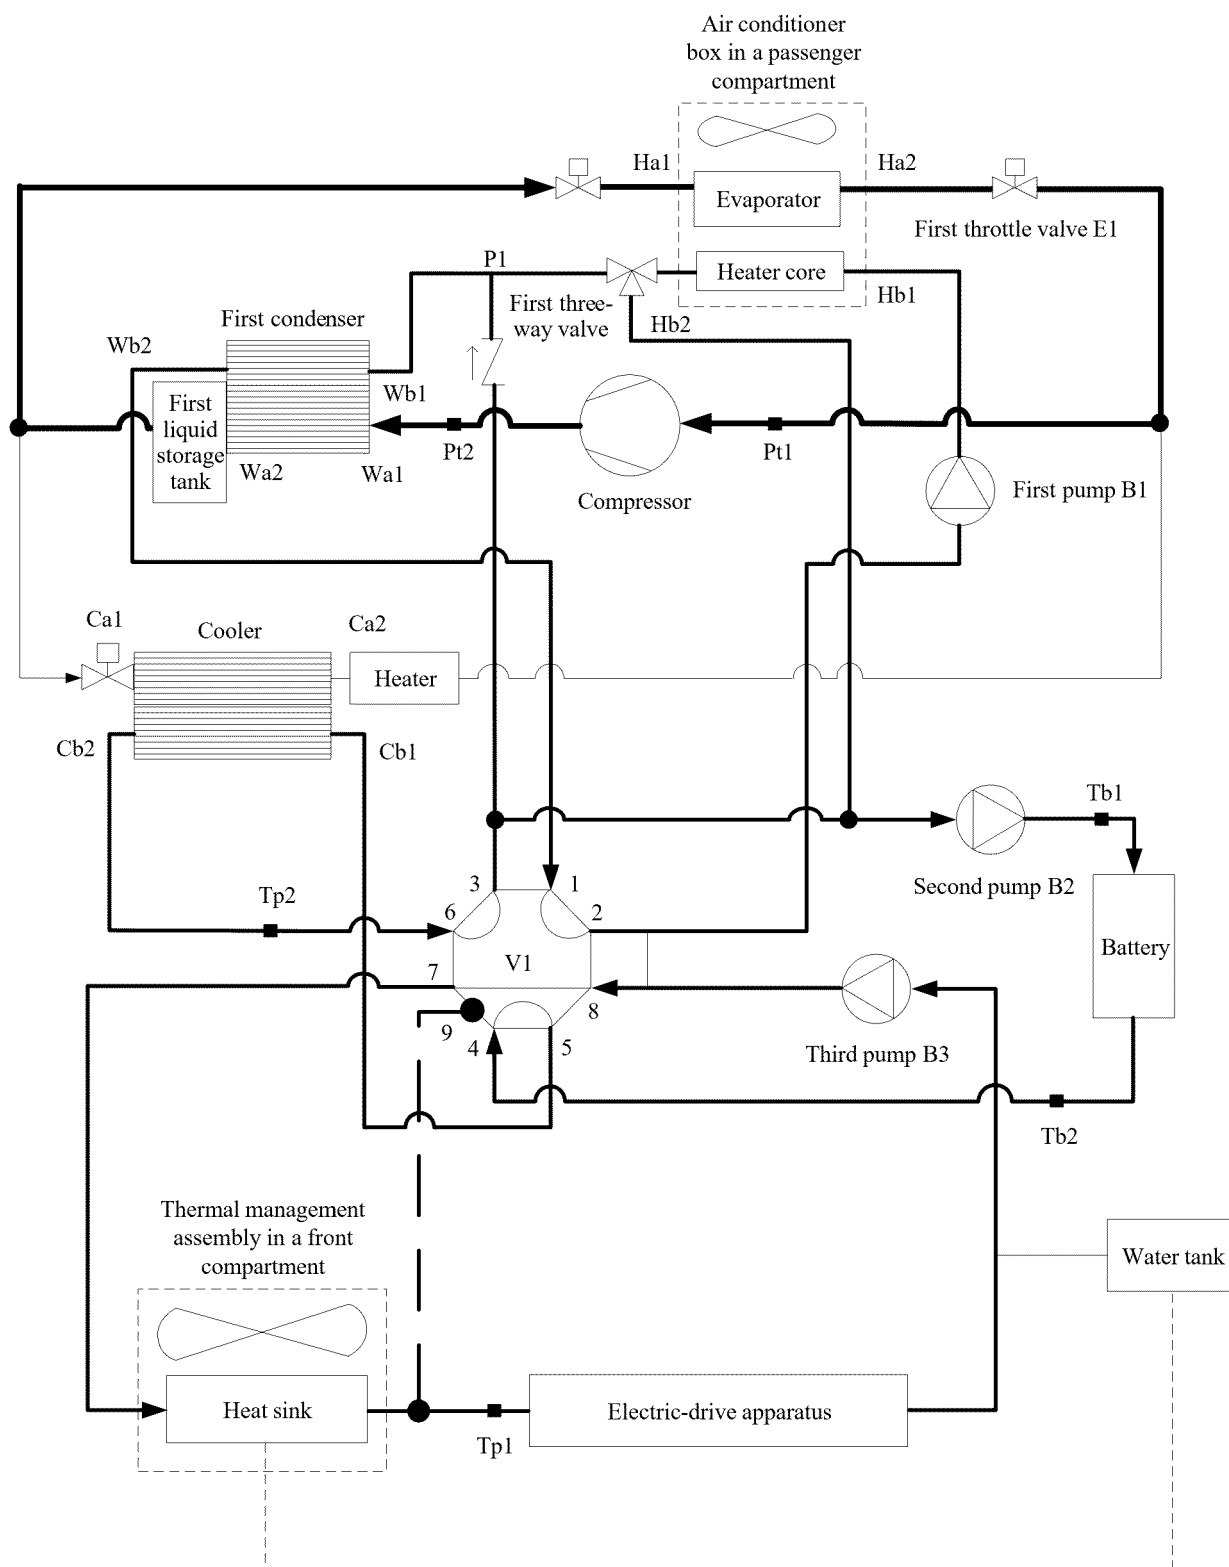 Air conditioner
box in a passenger
compartment
Ha1
Ha2
Evaporator
First throttle valve E1
P1
Heater core
Hb1
First three-
way valve
Hb2
First condenser
Wb2
Wb1
First
liquid
storage
tank
Wa2
Wa1
Pt2
Pt1
Compressor
First pump B1
Ca1
Cooler
Ca2
Heater
Cb2
Cb1
Tb1
Second pump B2
Tp2
3
1
6
2
Battery
V1
7
8
9
4
5
Third pump B3
Tb2
Thermal management
assembly in a front
compartment
Water tank
Heat sink
Electric-drive apparatus
Tp1